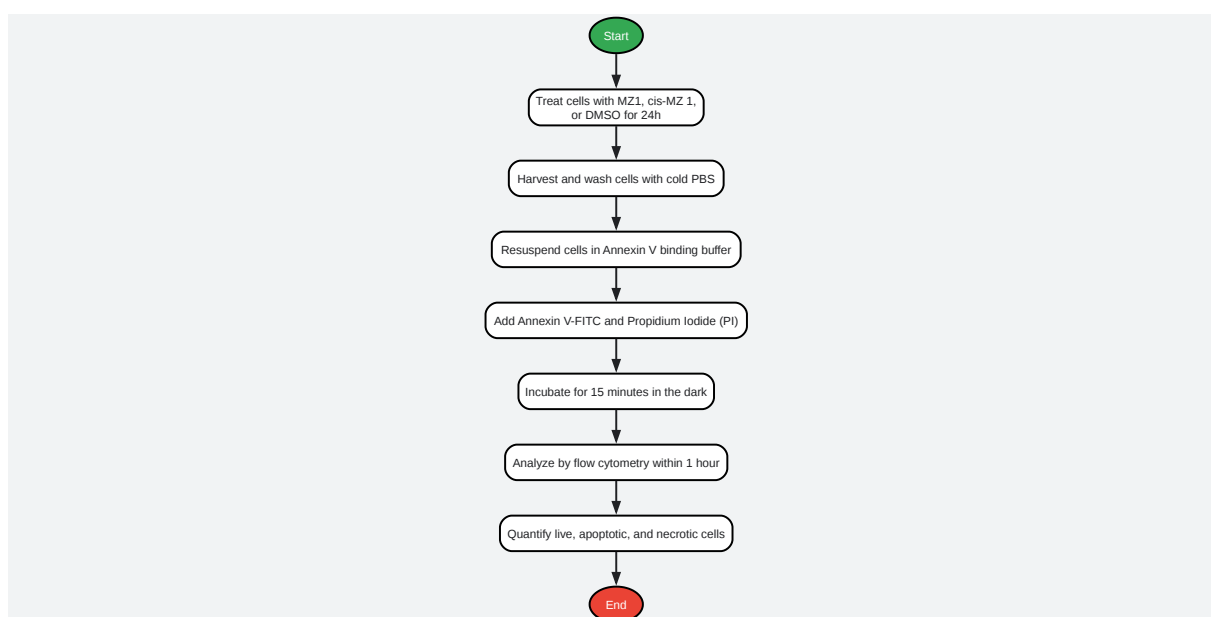 Start
Treat cells with MZ1, cis-MZ 1,
or DMSO for 24h
Harvest and wash cells with cold PBS
Resuspend cells in Annexin V binding buffer
Add Annexin V-FITC and Propidium Iodide (PI)
Incubate for 15 minutes in the dark
Analyze by flow cytometry within 1 hour
Quantify live, apoptotic, and necrotic cells
End